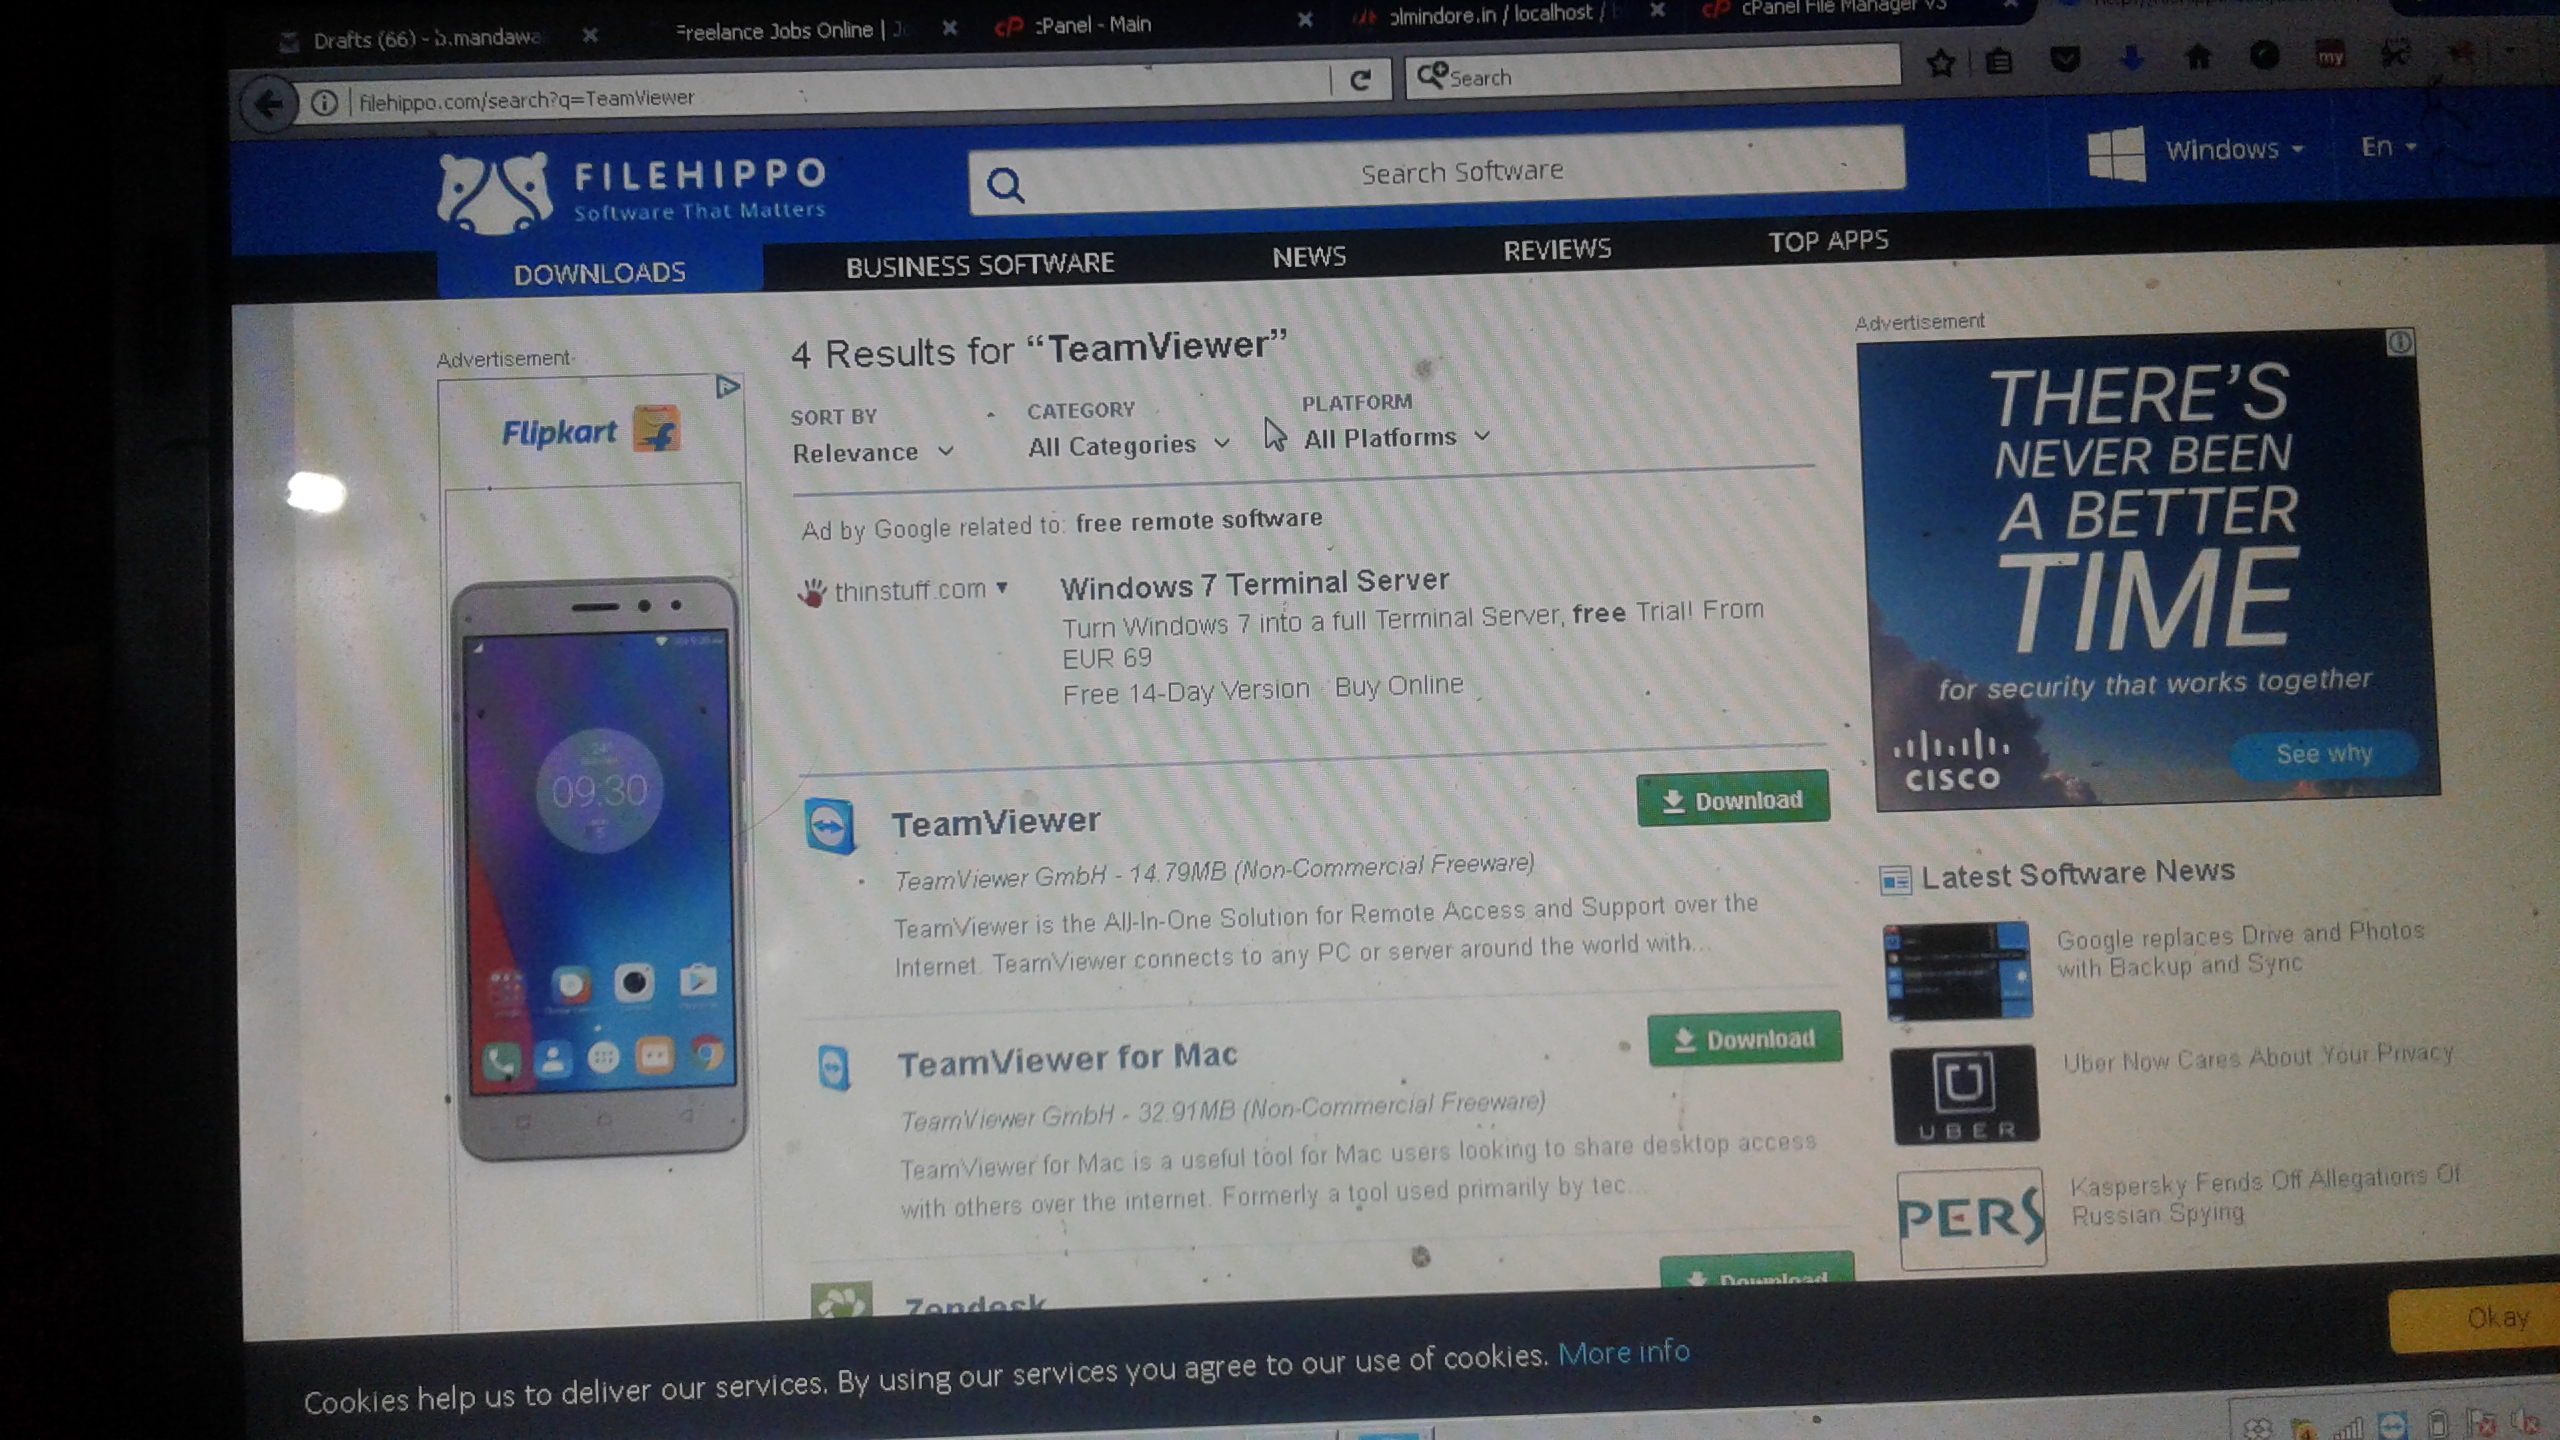 Drafts (66) - b.mandawa
Freelance Jobs Online |
cPanel - Main
olmindore.in / localhost /
cPanel File Manager v3
filehippo.com/search?q=TeamViewer
Search
my
FILEHIPPO
Software That Matters
Search Software
Windows
En
DOWNLOADS
BUSINESS SOFTWARE
NEWS
REVIEWS
TOP APPS
Advertisement
Flipkart
09:30
4 Results for “TeamViewer”
SORT BY
Relevance
CATEGORY
All Categories
PLATFORM
All Platforms
Ad by Google related to: free remote software
thinstuff.com
Windows 7 Terminal Server
Turn Windows 7 into a full Terminal Server, free Trial! From
EUR 69
Free 14-Day Version · Buy Online
TeamViewer
Download
TeamViewer GmbH - 14.79MB (Non-Commercial Freeware)
TeamViewer is the All-In-One Solution for Remote Access and Support over the
Internet. TeamViewer connects to any PC or server around the world with...
TeamViewer for Mac
Download
TeamViewer GmbH - 32.91MB (Non-Commercial Freeware)
TeamViewer for Mac is a useful tool for Mac users looking to share desktop access
with others over the internet. Formerly a tool used primarily by tec...
Zendesk
Download
Advertisement
THERE'S
NEVER BEEN
A BETTER
TIME
for security that works together
CISCO
See why
Latest Software News
Google replaces Drive and Photos
with Backup and Sync
UBER
Uber Now Cares About Your Privacy
PERS
Kaspersky Fends Off Allegations Of
Russian Spying
Cookies help us to deliver our services. By using our services you agree to our use of cookies. More info
Okay